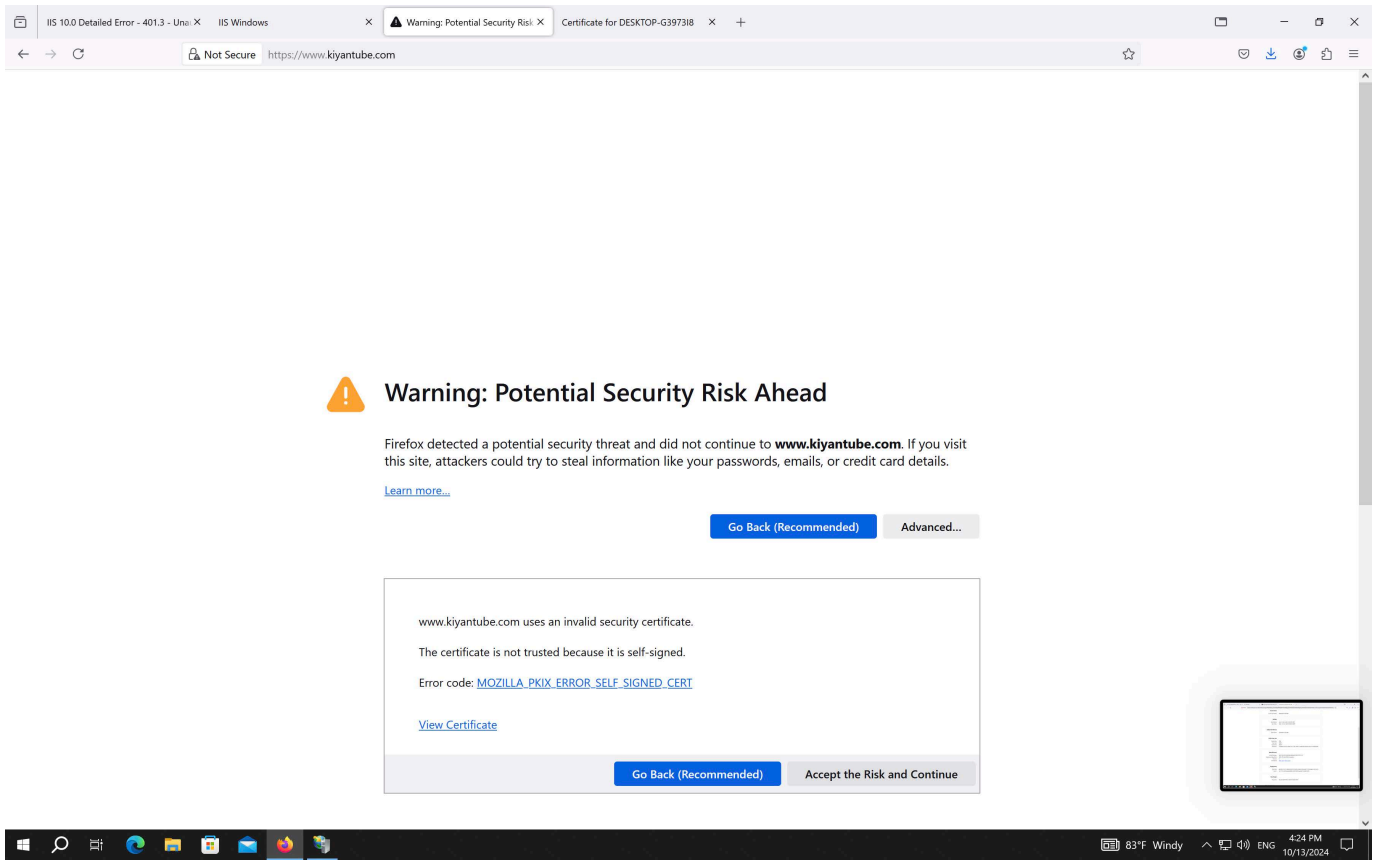 IIS 10.0 Detailed Error - 401.3 - Una
IIS Windows
Warning: Potential Security Risk
Certificate for DESKTOP-G3973I8
Not Secure https://www.kiyantube.com
Warning: Potential Security Risk Ahead
Firefox detected a potential security threat and did not continue to www.kiyantube.com. If you visit
this site, attackers could try to steal information like your passwords, emails, or credit card details.
Learn more...
Go Back (Recommended) Advanced...
www.kiyantube.com uses an invalid security certificate.
The certificate is not trusted because it is self-signed.
Error code: MOZILLA_PKIX_ERROR_SELF_SIGNED_CERT
View Certificate
Go Back (Recommended) Accept the Risk and Continue
83°F Windy ENG 4:24 PM
10/13/2024